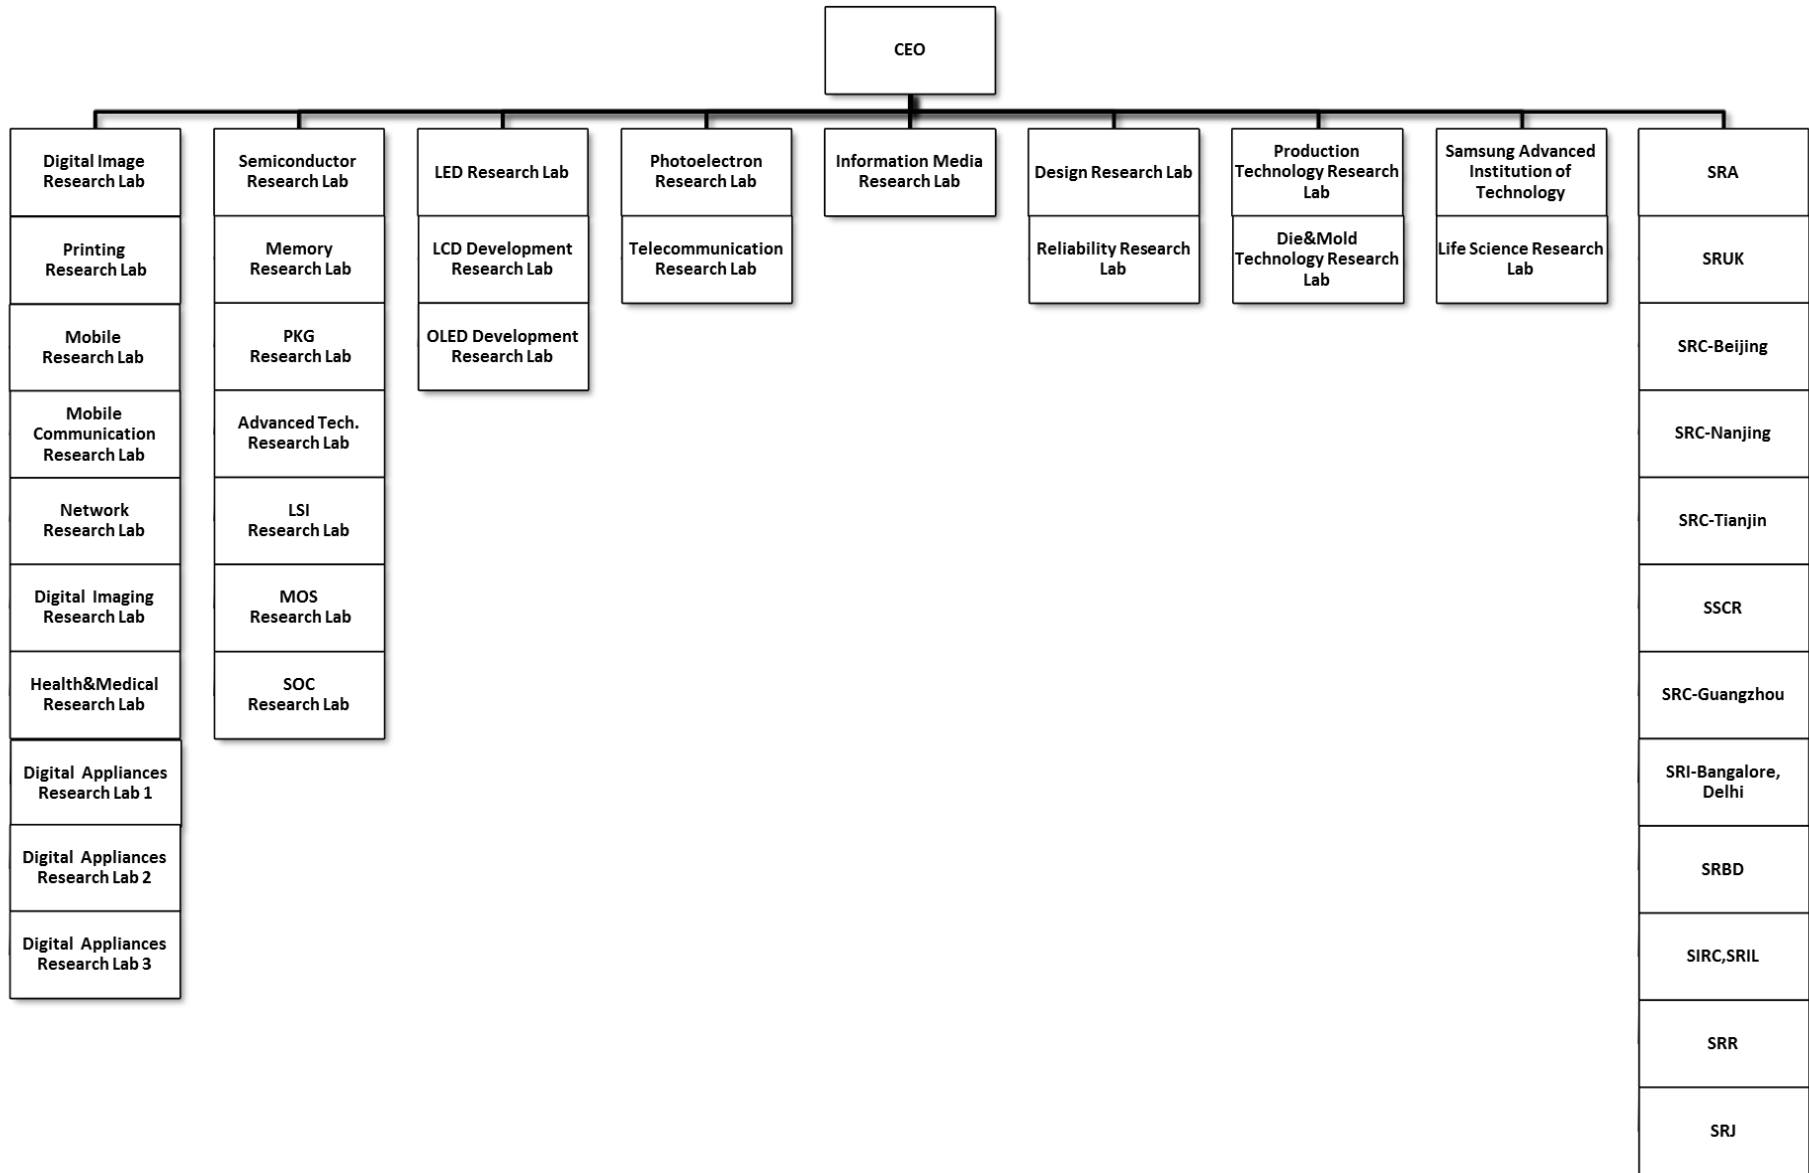 CEO
Digital Image
Research Lab
Printing
Research Lab
Mobile
Research Lab
Mobile
Communication
Research Lab
Network
Research Lab
Digital Imaging
Research Lab
Health&Medical
Research Lab
Digital Appliances
Research Lab 1
Digital Appliances
Research Lab 2
Digital Appliances
Research Lab 3
Semiconductor
Research Lab
Memory
Research Lab
PKG
Research Lab
Advanced Tech.
Research Lab
LSI
Research Lab
MOS
Research Lab
SOC
Research Lab
LED Research Lab
LCD Development
Research Lab
OLED Development
Research Lab
Photoelectron
Research Lab
Telecommunication
Research Lab
Information Media
Research Lab
Design Research Lab
Reliability Research
Lab
Production
Technology Research
Lab
Die&Mold
Technology Research
Lab
Samsung Advanced
Institution of
Technology
Life Science Research
Lab
SRA
SRUK
SRC-Beijing
SRC-Nanjing
SRC-Tianjin
SSCR
SRC-Guangzhou
SRI-Bangalore,
Delhi
SRBD
SIRC,SRIL
SRR
SRJ